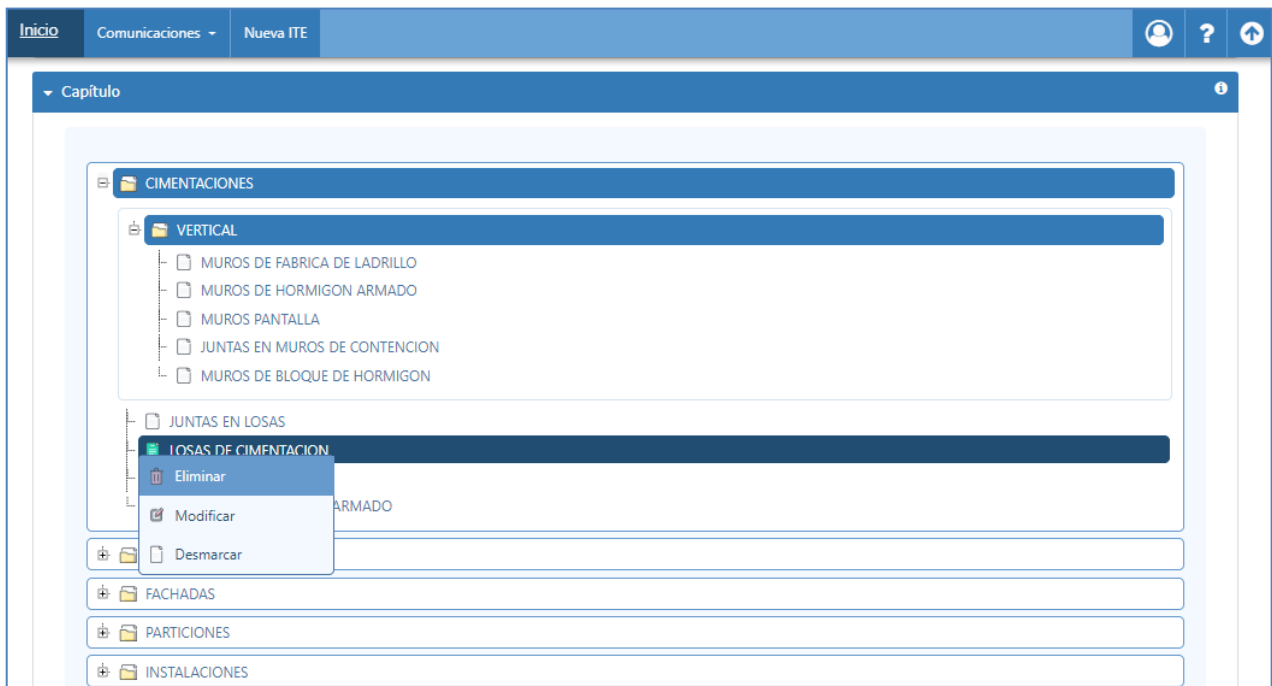 Inicio Comunicaciones Nueva ITE ?
Capítulo
CIMENTACIONES
VERTICAL
MUROS DE FABRICA DE LADRILLO
MUROS DE HORMIGON ARMADO
MUROS PANTALLA
JUNTAS EN MUROS DE CONTENCION
MUROS DE BLOQUE DE HORMIGON
JUNTAS EN LOSAS
LOSAS DE CIMENTACION
Eliminar
ARMADO
Modificar
Desmarcar
FACHADAS
PARTICIONES
INSTALACIONES